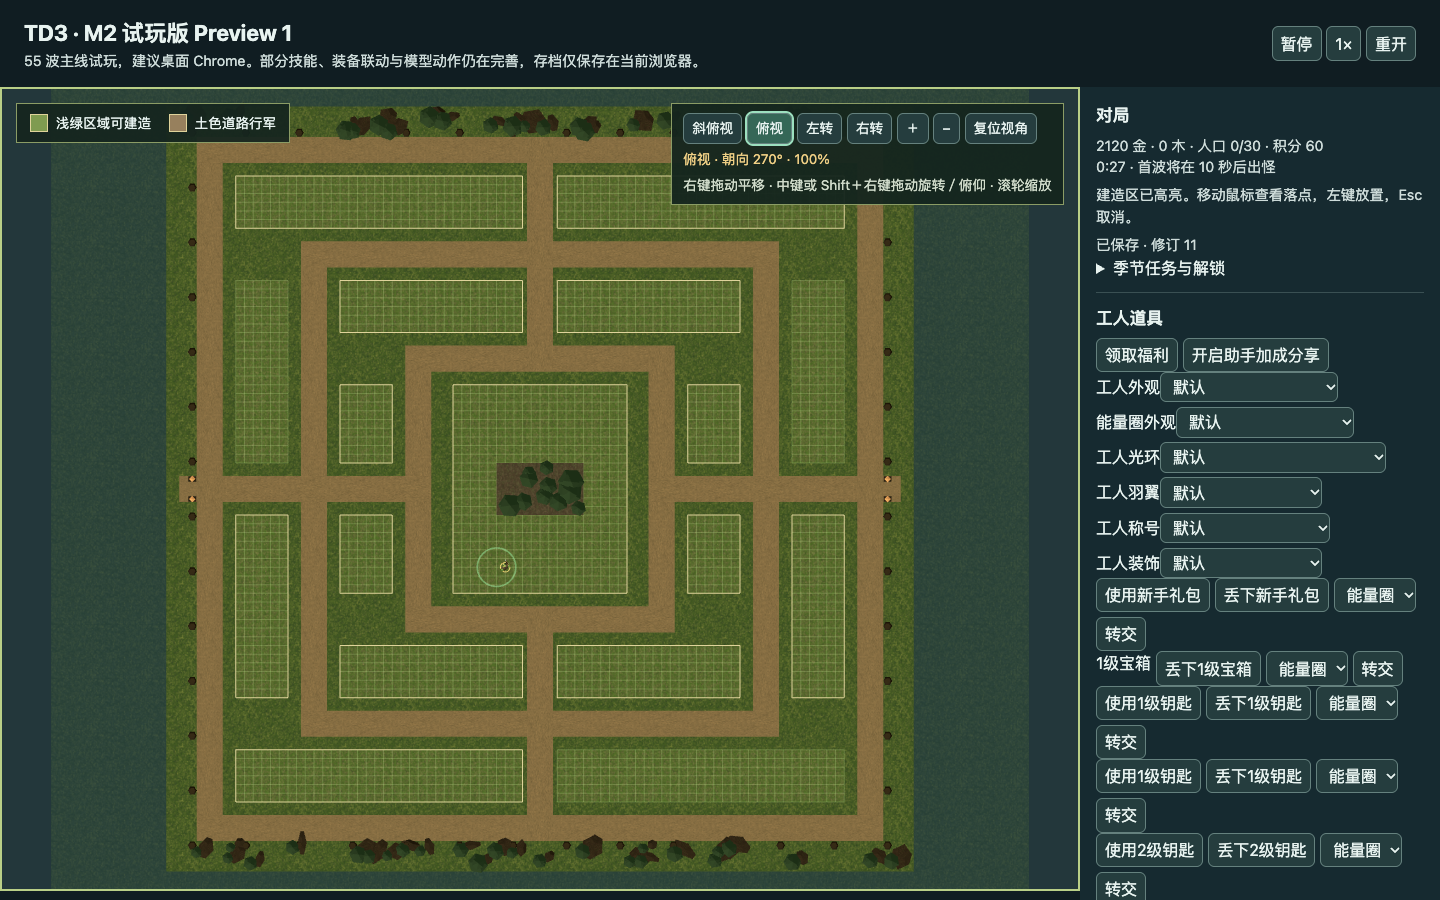 TD3 · M2 试玩版 Preview 1
55 波主线试玩，建议桌面 Chrome。部分技能、装备联动与模型动作仍在完善，存档仅保存在当前浏览器。
暂停 1× 重开
浅绿区域可建造 土色道路行军
斜俯视 俯视 左转 右转 + − 复位视角
俯视 · 朝向 270° · 100%
右键拖动平移 · 中键或 Shift＋右键拖动旋转 / 俯仰 · 滚轮缩放
对局
2120 金 · 0 木 · 人口 0/30 · 积分 60
0:27 · 首波将在 10 秒后出怪
建造区已高亮。移动鼠标查看落点，左键放置，Esc
取消。
已保存 · 修订 11
▶ 季节任务与解锁
工人道具
领取福利 开启助手加成分享
工人外观 默认
能量圈外观 默认
工人光环 默认
工人羽翼 默认
工人称号 默认
工人装饰 默认
使用新手礼包 丢下新手礼包 能量圈
转交
1级宝箱 丢下1级宝箱 能量圈 转交
使用1级钥匙 丢下1级钥匙 能量圈
转交
使用1级钥匙 丢下1级钥匙 能量圈
转交
使用2级钥匙 丢下2级钥匙 能量圈
转交